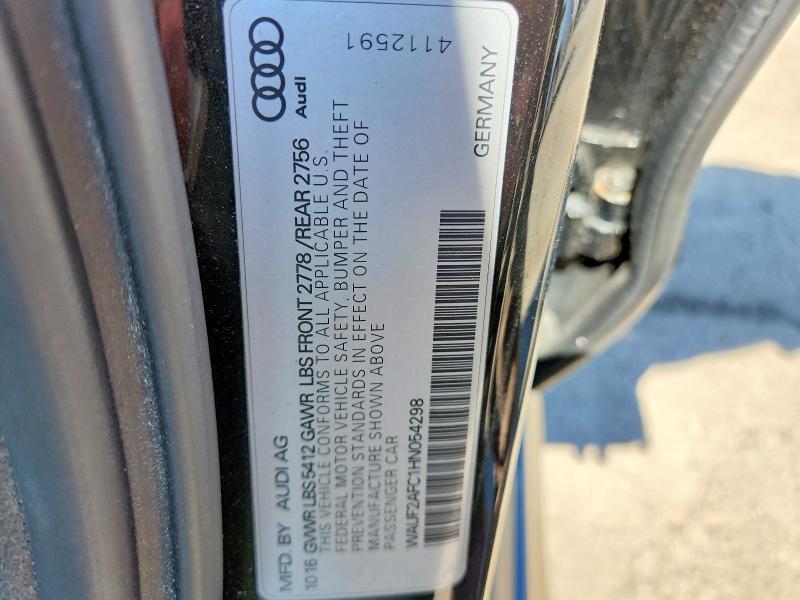 MFD. BY AUDI AG
Audi
10 16 GVWR LBS 5412 GAWR LBS FRONT 2778 /REAR 2756
THIS VEHICLE CONFORMS TO ALL APPLICABLE U.S.
FEDERAL MOTOR VEHICLE SAFETY, BUMPER AND THEFT
PREVENTION STANDARDS IN EFFECT ON THE DATE OF
MANUFACTURE SHOWN ABOVE
PASSENGER CAR
WAUF2AFC1HN054298
GERMANY
4112591